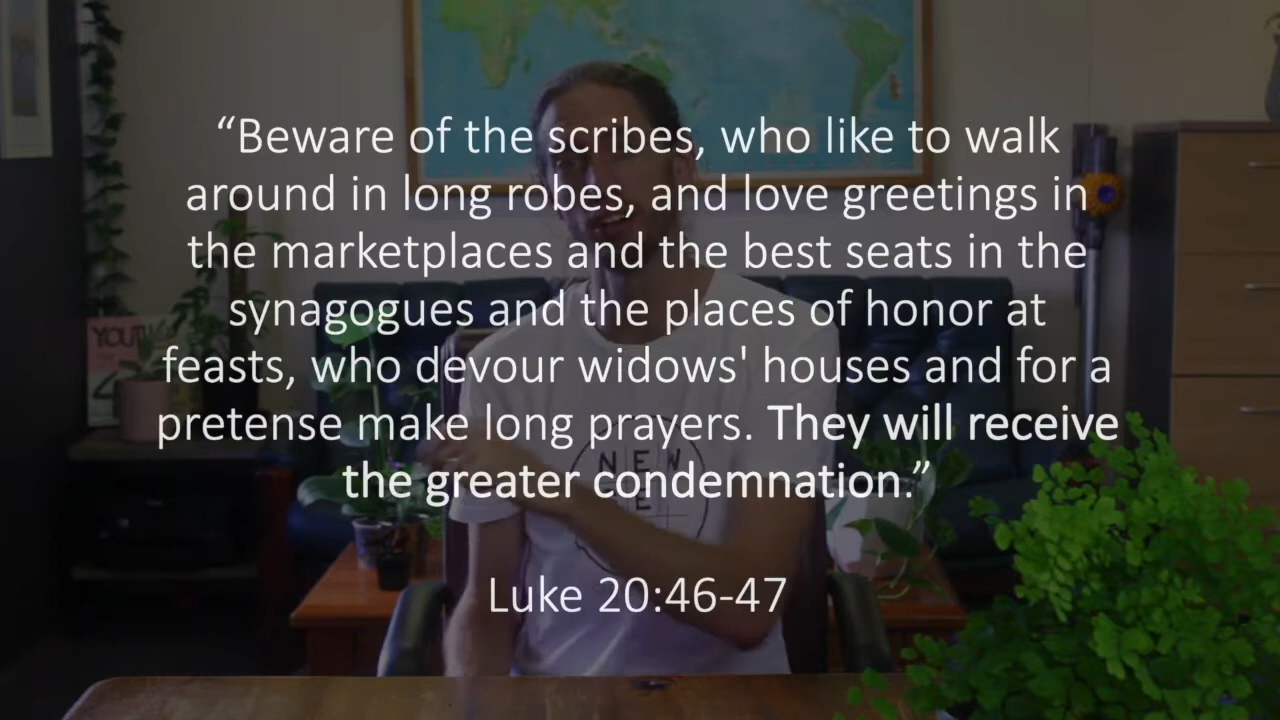 “Beware of the scribes, who like to walk
around in long robes, and love greetings in
the marketplaces and the best seats in the
synagogues and the places of honor at
feasts, who devour widows' houses and for a
pretense make long prayers. They will receive
the greater condemnation.”
Luke 20:46-47
YOU
NEW
E